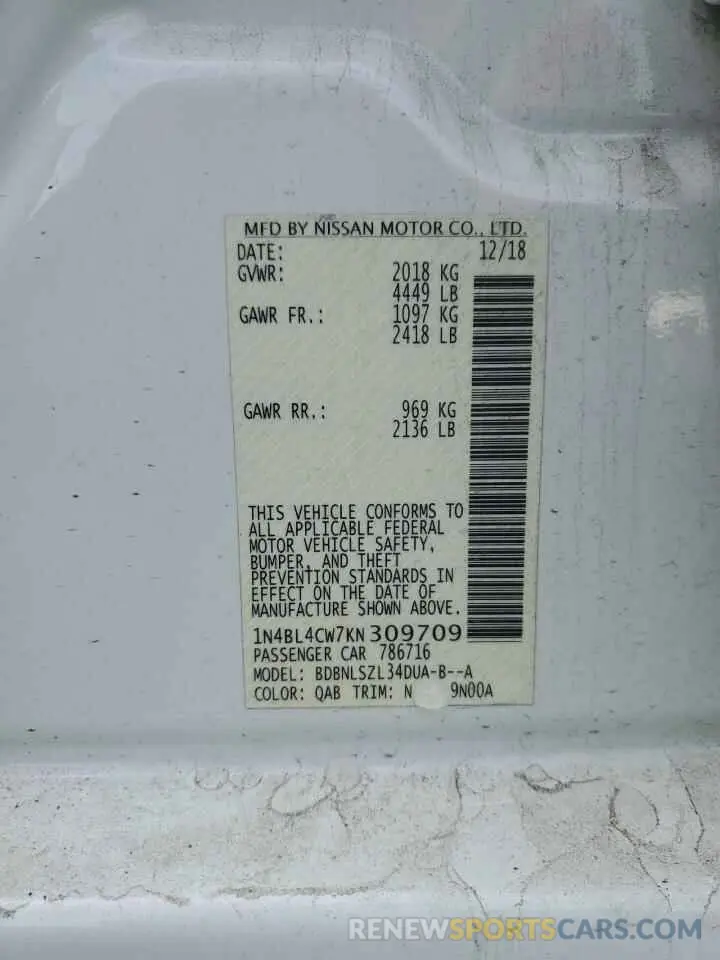 MFD BY NISSAN MOTOR CO., LTD.
DATE: 12/18
GVWR: 2018 KG
4449 LB
GAWR FR.: 1097 KG
2418 LB
GAWR RR.: 969 KG
2136 LB
THIS VEHICLE CONFORMS TO
ALL APPLICABLE FEDERAL
MOTOR VEHICLE SAFETY,
BUMPER, AND THEFT
PREVENTION STANDARDS IN
EFFECT ON THE DATE OF
MANUFACTURE SHOWN ABOVE.
1N4BL4CW7KN309709
PASSENGER CAR 786716
MODEL: BDBNLSZL34DUA-B--A
COLOR: QAB TRIM: N 9N00A
RENEWSPORTSCARS.COM